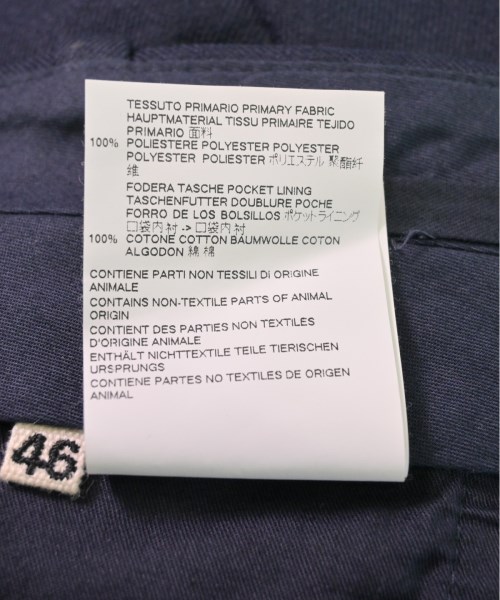 TESSUTO PRIMARIO PRIMARY FABRIC
HAUPTMATERIAL TISSU PRIMAIRE TEJIDO
PRIMARIO 面料
100% POLIESTERE POLYESTER POLYESTER
POLYESTER POLIESTER ポリエステル 聚酯纤
维
FODERA TASCHE POCKET LINING
TASCHENFUTTER DOUBLURE POCHE
FORRO DE LOS BOLSILLOS ポケットライニング
口袋内衬 -> 口袋内衬
100% COTONE COTTON BAUMWOLLE COTON
ALGODON 綿 棉
CONTIENE PARTI NON TESSILI Di ORIGINE
ANIMALE
CONTAINS NON-TEXTILE PARTS OF ANIMAL
ORIGIN
CONTIENT DES PARTIES NON TEXTILES
D'ORIGINE ANIMALE
ENTHÄLT NICHTTEXTILE TEILE TIERISCHEN
URSPRUNGS
CONTIENE PARTES NO TEXTILES DE ORIGEN
ANIMAL
46